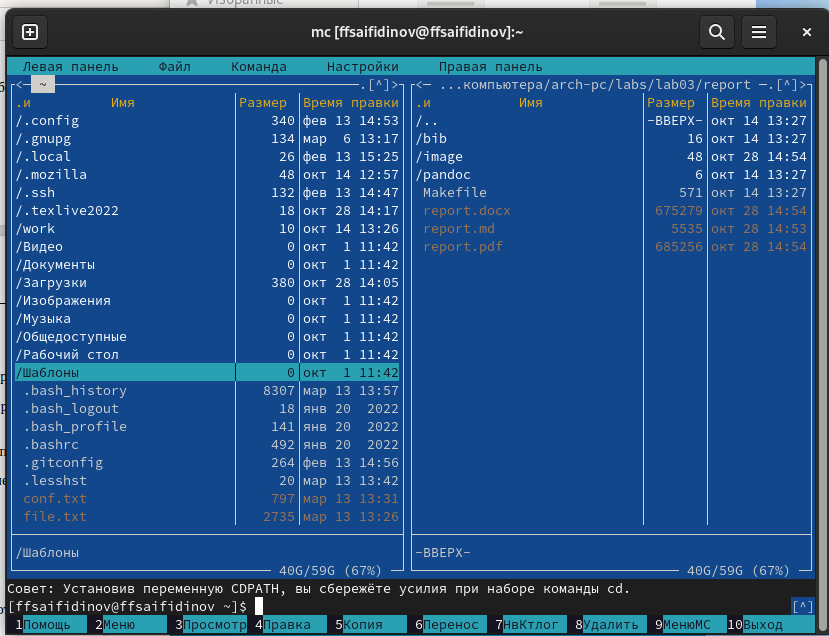 Избранные
mc [ffsaifidinov@ffsaifidinov]:~
Левая панель Файл Команда Настройки Правая панель
<─ ~ .[^]> <─ ...компьютера/arch-pc/labs/lab03/report ─.[^]>
.и Имя Размер Время правки .и Имя Размер Время правки
/.config 340 фев 13 14:53 /.. -ВВЕРХ- окт 14 13:27
/.gnupg 134 мар 6 13:17 /bib 16 окт 14 13:27
/.local 26 фев 13 15:25 /image 48 окт 28 14:54
/.mozilla 48 окт 14 12:57 /pandoc 6 окт 14 13:27
/.ssh 132 фев 13 14:47 Makefile 571 окт 14 13:27
/.texlive2022 18 окт 28 14:17 report.docx 675279 окт 28 14:54
/work 10 окт 14 13:26 report.md 5535 окт 28 14:53
/Видео 0 окт 1 11:42 report.pdf 685256 окт 28 14:54
/Документы 0 окт 1 11:42
/Загрузки 380 окт 28 14:05
/Изображения 0 окт 1 11:42
/Музыка 0 окт 1 11:42
/Общедоступные 0 окт 1 11:42
/Рабочий стол 0 окт 1 11:42
/Шаблоны 0 окт 1 11:42
.bash_history 8307 мар 13 13:57
.bash_logout 18 янв 20 2022
.bash_profile 141 янв 20 2022
.bashrc 492 янв 20 2022
.gitconfig 264 фев 13 14:56
.lesshst 20 мар 13 13:42
conf.txt 797 мар 13 13:31
file.txt 2735 мар 13 13:26
/Шаблоны -ВВЕРХ-
40G/59G (67%) 40G/59G (67%)
Совет: Установив переменную CDPATH, вы сбережёте усилия при наборе команды cd.
[ffsaifidinov@ffsaifidinov ~]$ [^]
1Помощь 2Меню 3Просмотр 4Правка 5Копия 6Перенос 7НвКтлог 8Удалить 9МенюMC 10Выход